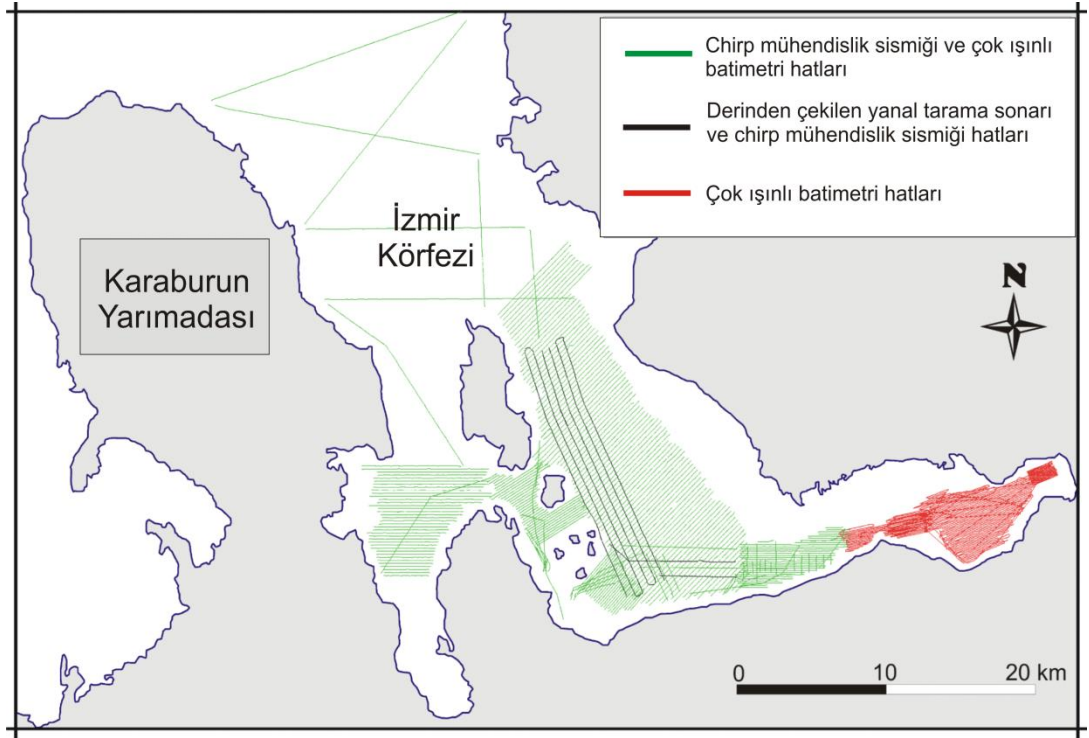 Chirp mühendislik sismiği ve çok ışınlı
batimetri hatları
Derinden çekilen yanal tarama sonarı
ve chirp mühendislik sismiği hatları
Çok ışınlı batimetri hatları
İzmir
Körfezi
Karaburun
Yarımadası
N
0 10 20 km